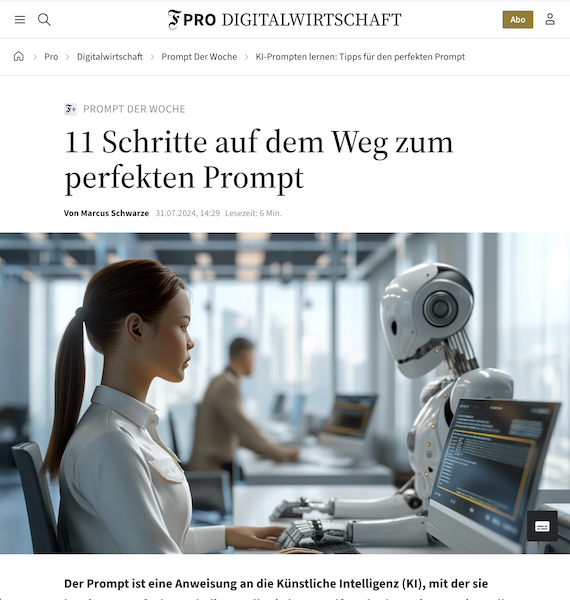 F PRO DIGITALWIRTSCHAFT
Abo
Pro > Digitalwirtschaft > Prompt Der Woche > KI-Prompten lernen: Tipps für den perfekten Prompt
F+ PROMPT DER WOCHE
11 Schritte auf dem Weg zum
perfekten Prompt
Von Marcus Schwarze 31.07.2024, 14:29 Lesezeit: 6 Min.
Der Prompt ist eine Anweisung an die Künstliche Intelligenz (KI), mit der sie